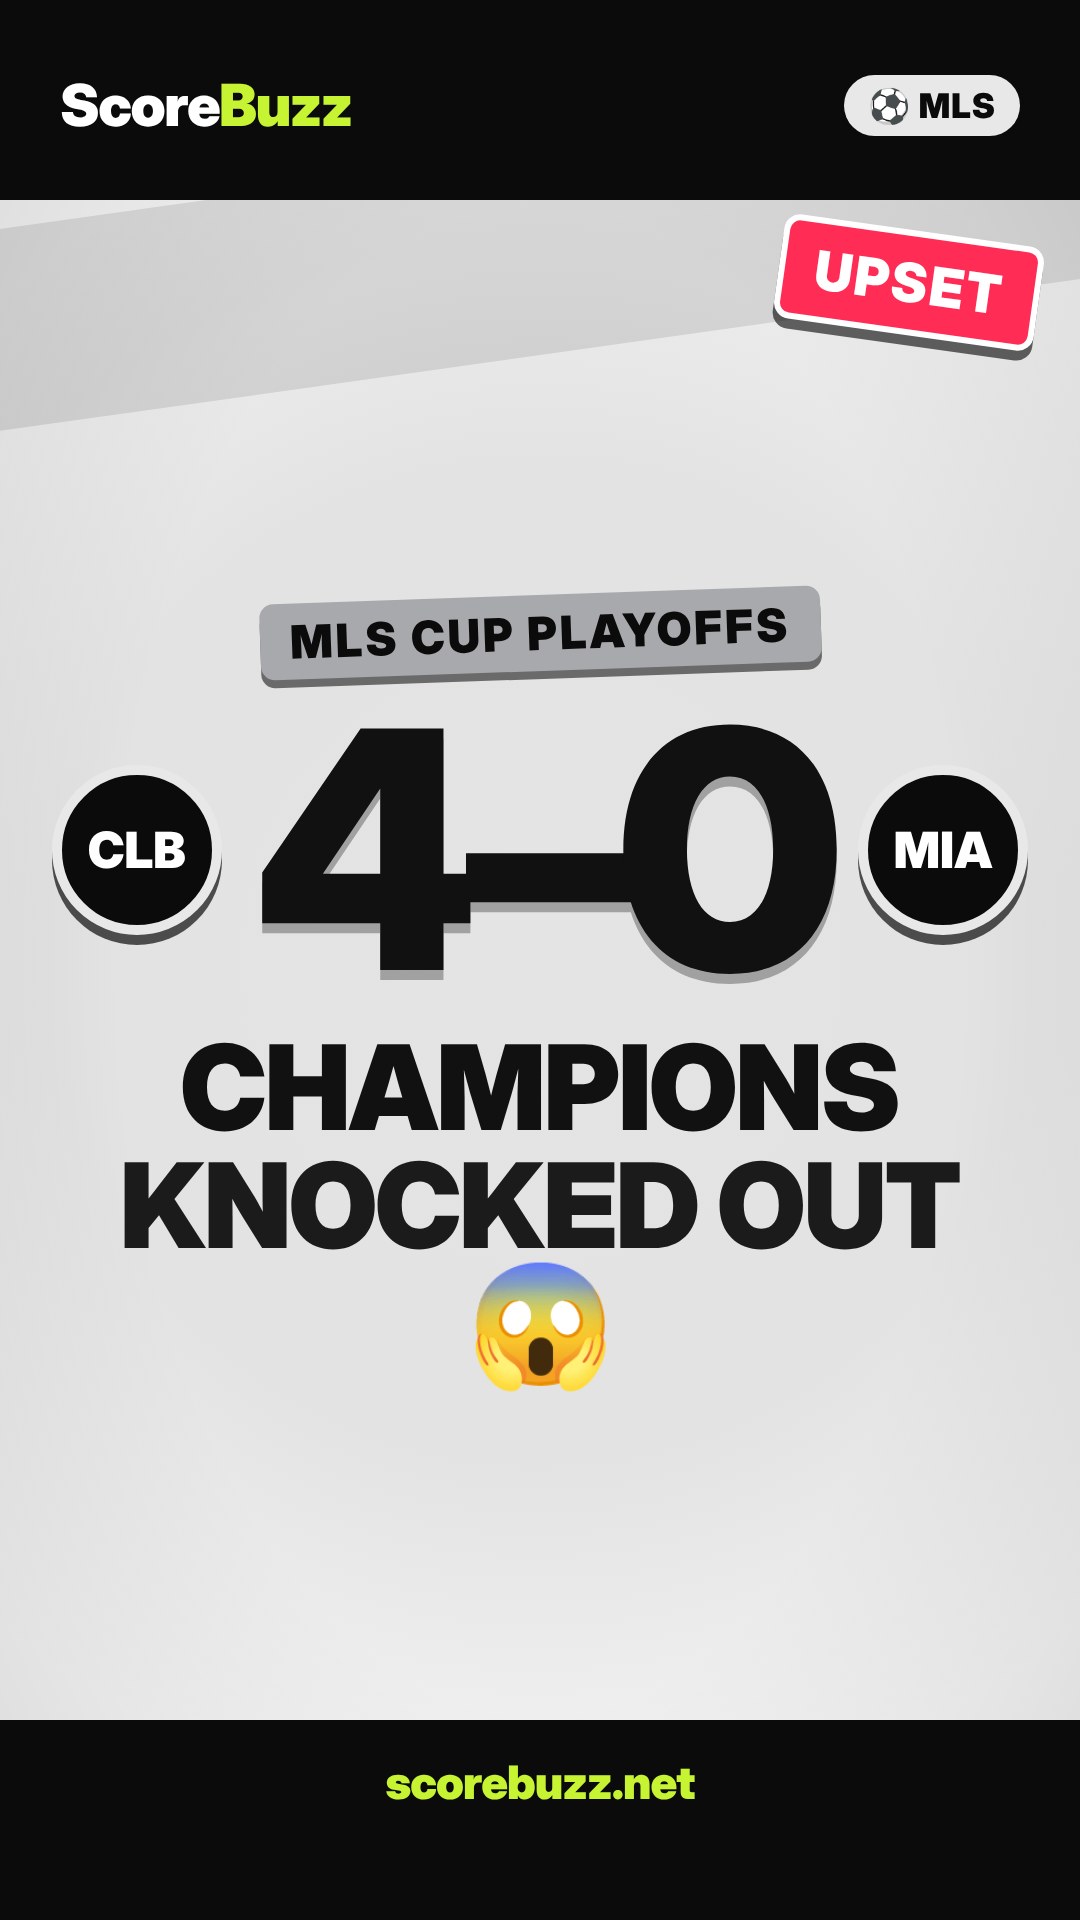 ScoreBuzz
⚽ MLS
UPSET
MLS CUP PLAYOFFS
CLB
4–0
MIA
CHAMPIONS
KNOCKED OUT
😱
scorebuzz.net